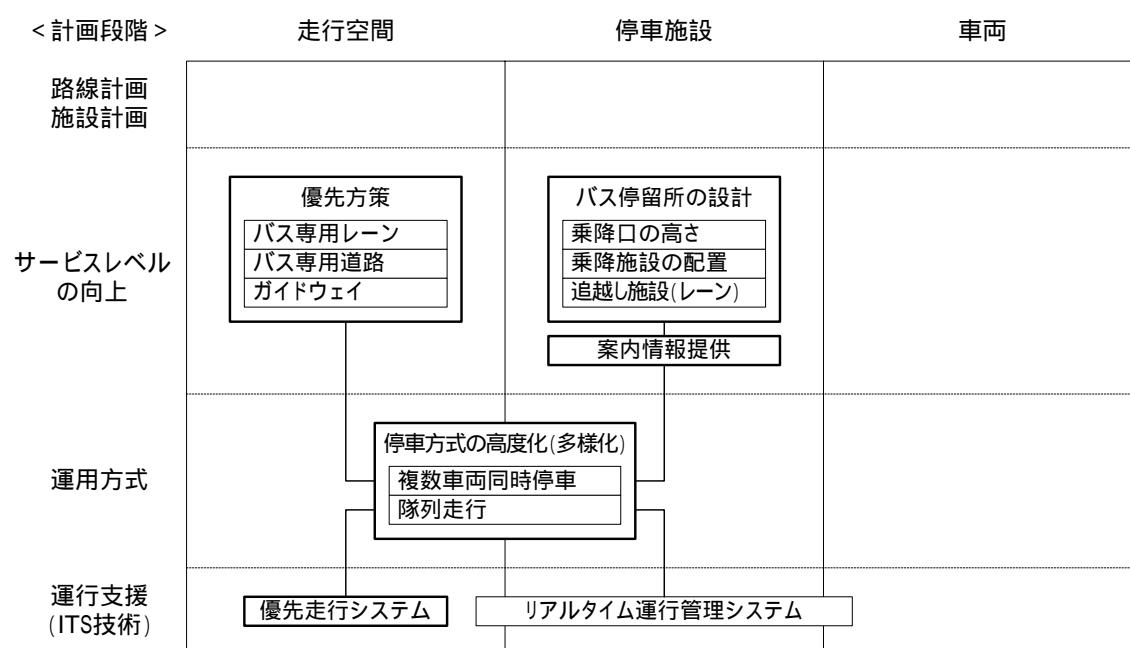 <計画段階>
走行空間
停車施設
車両
路線計画
施設計画
サービスレベル
の向上
優先方策
バス専用レーン
バス専用道路
ガイドウェイ
バス停留所の設計
乗降口の高さ
乗降施設の配置
追越し施設(レーン)
案内情報提供
運用方式
停車方式の高度化(多様化)
複数車両同時停車
隊列走行
運行支援
(ITS技術)
優先走行システム
リアルタイム運行管理システム